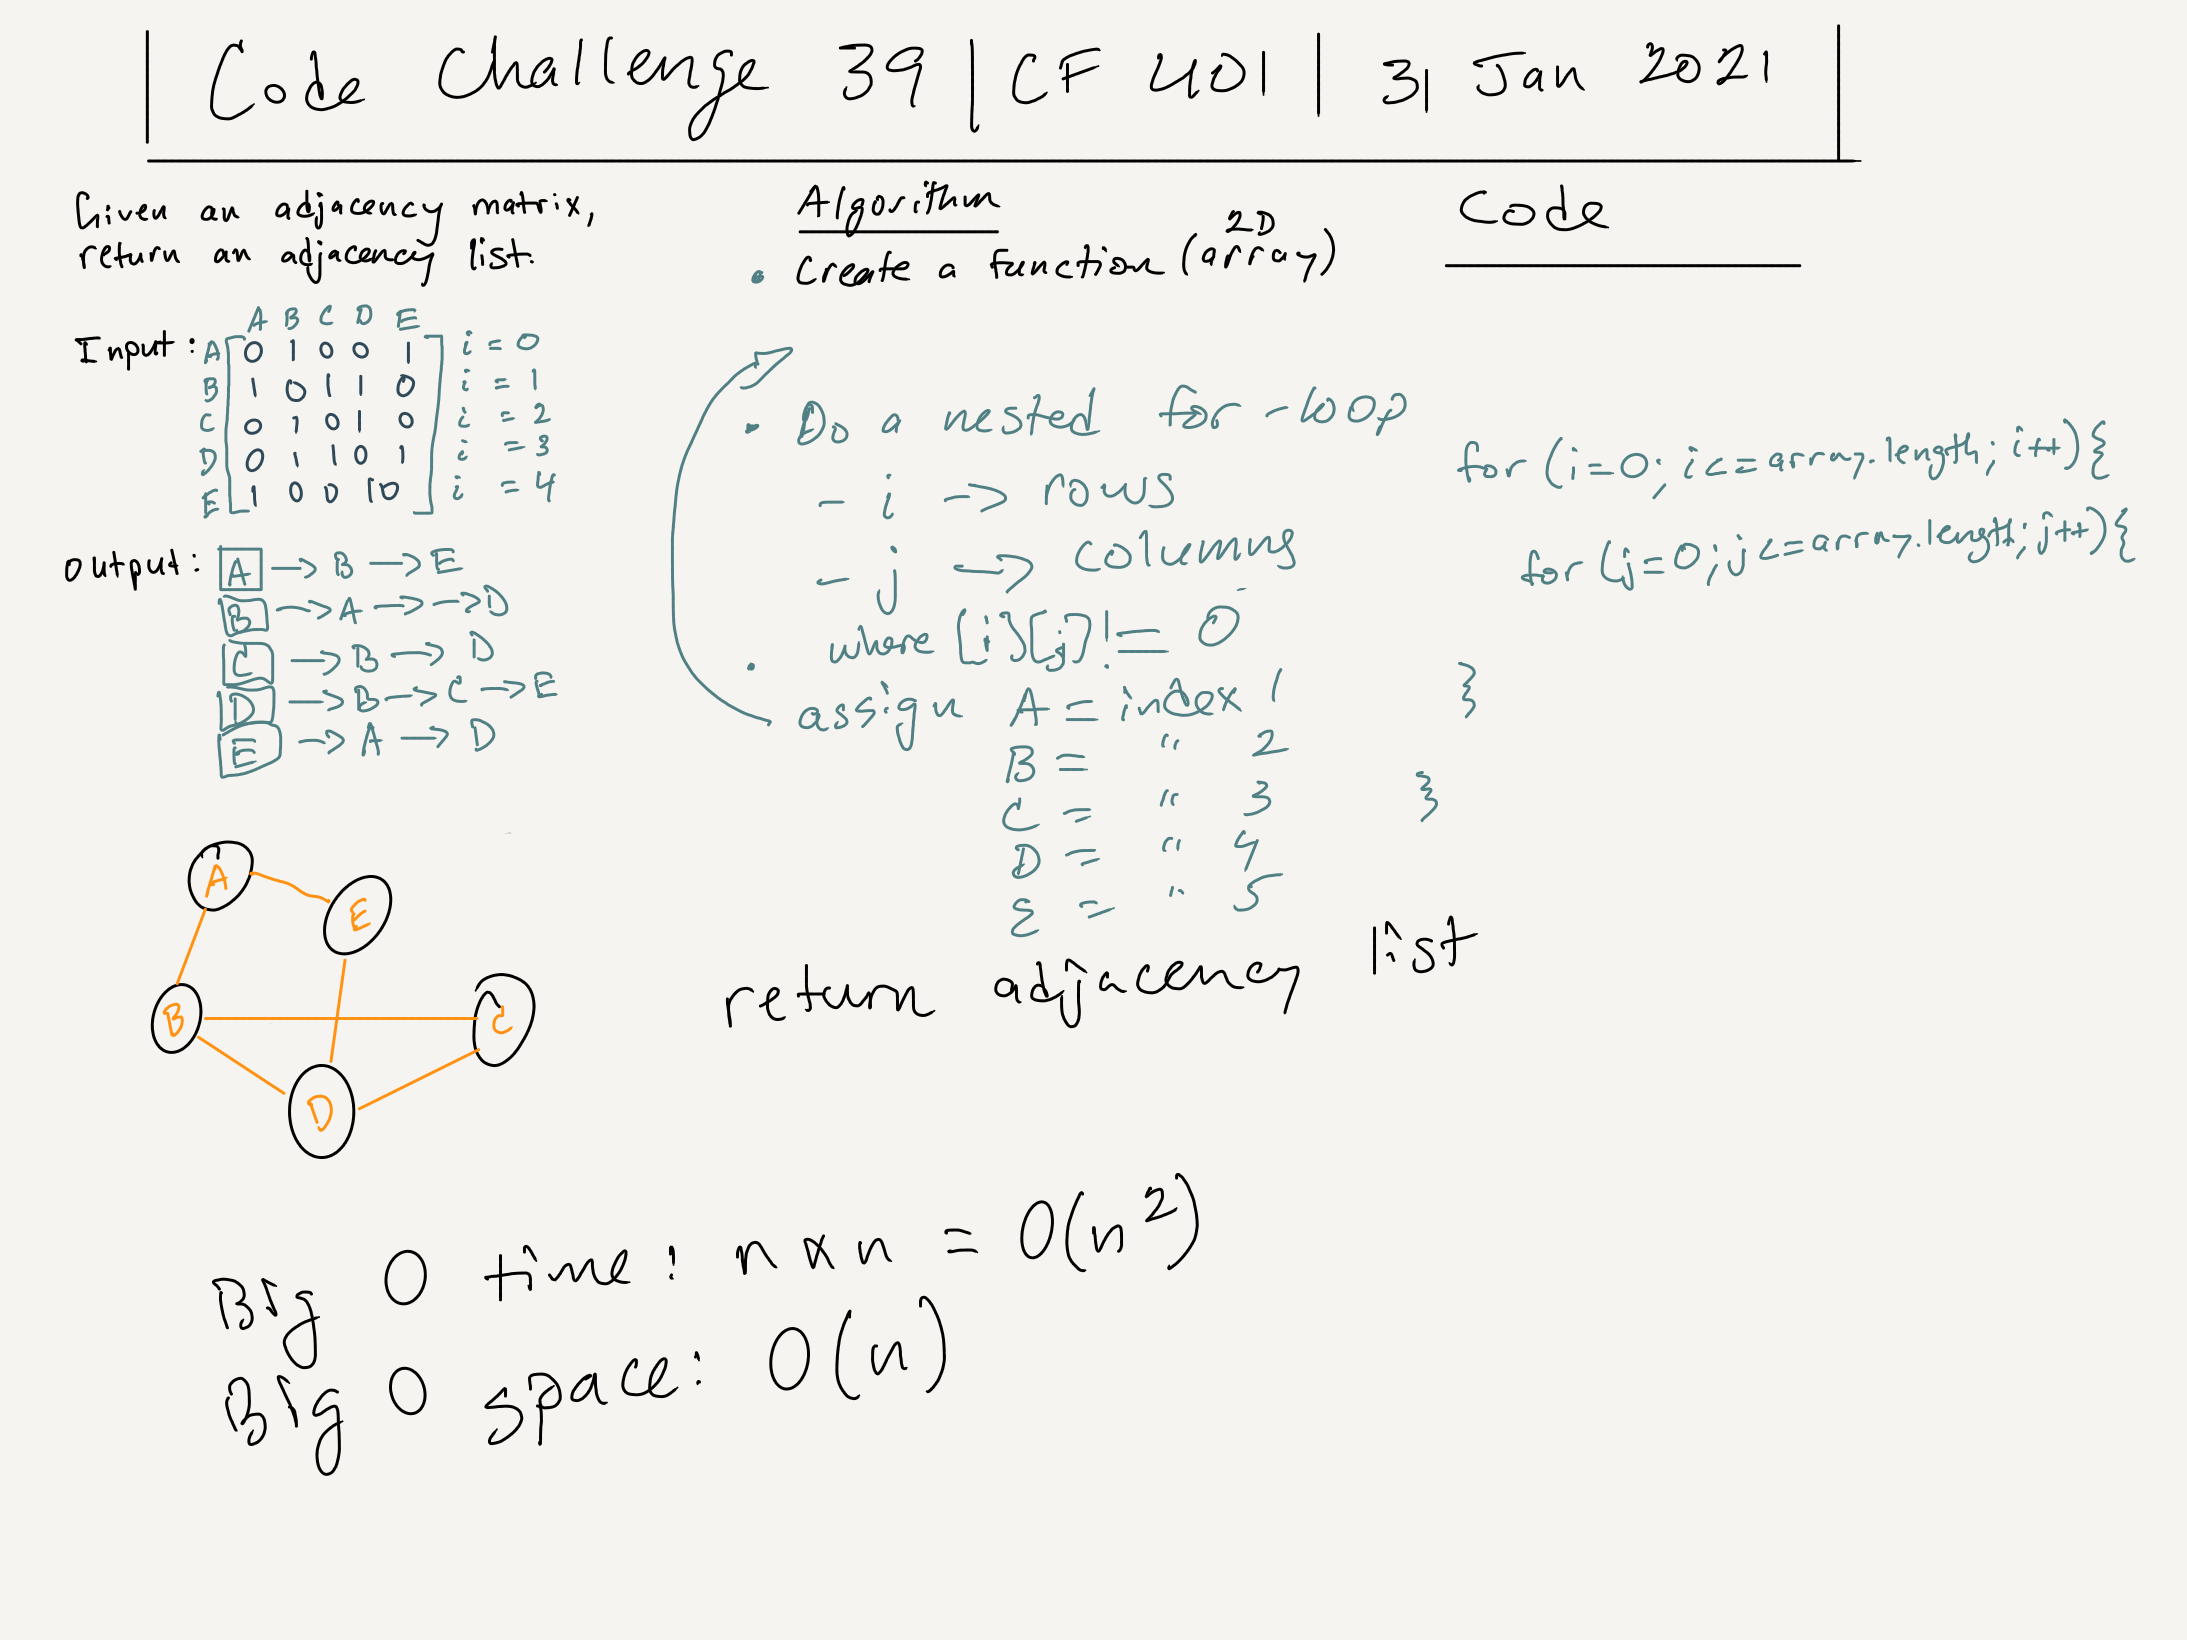 Code Challenge 39 | CF 401 | 31 Jan 2021
Given an adjacency matrix,
return an adjacency list.
A B C D E
Input: A 0 1 0 0 1 i = 0
B 1 0 1 1 0 i = 1
C 0 1 0 1 0 i = 2
D 0 1 1 0 1 i = 3
E 1 0 0 1 0 i = 4
Output: A → B → E
B → A → → D
C → B → D
D → B → C → E
E → A → D
A
E
B
C
D
Algorithm
2D
• Create a function (array)
• Do a nested for-loop
- i → rows
- j → columns
• where [i][j] != 0
assign A = index 1
B = " 2
C = " 3
D = " 4
E = " 5
return adjacency list
Code
for (i=0; i<=array.length; i++){
for (j=0; j<=array.length; j++){
}
}
Big O time: n x n = O(n²)
Big O space: O(n)